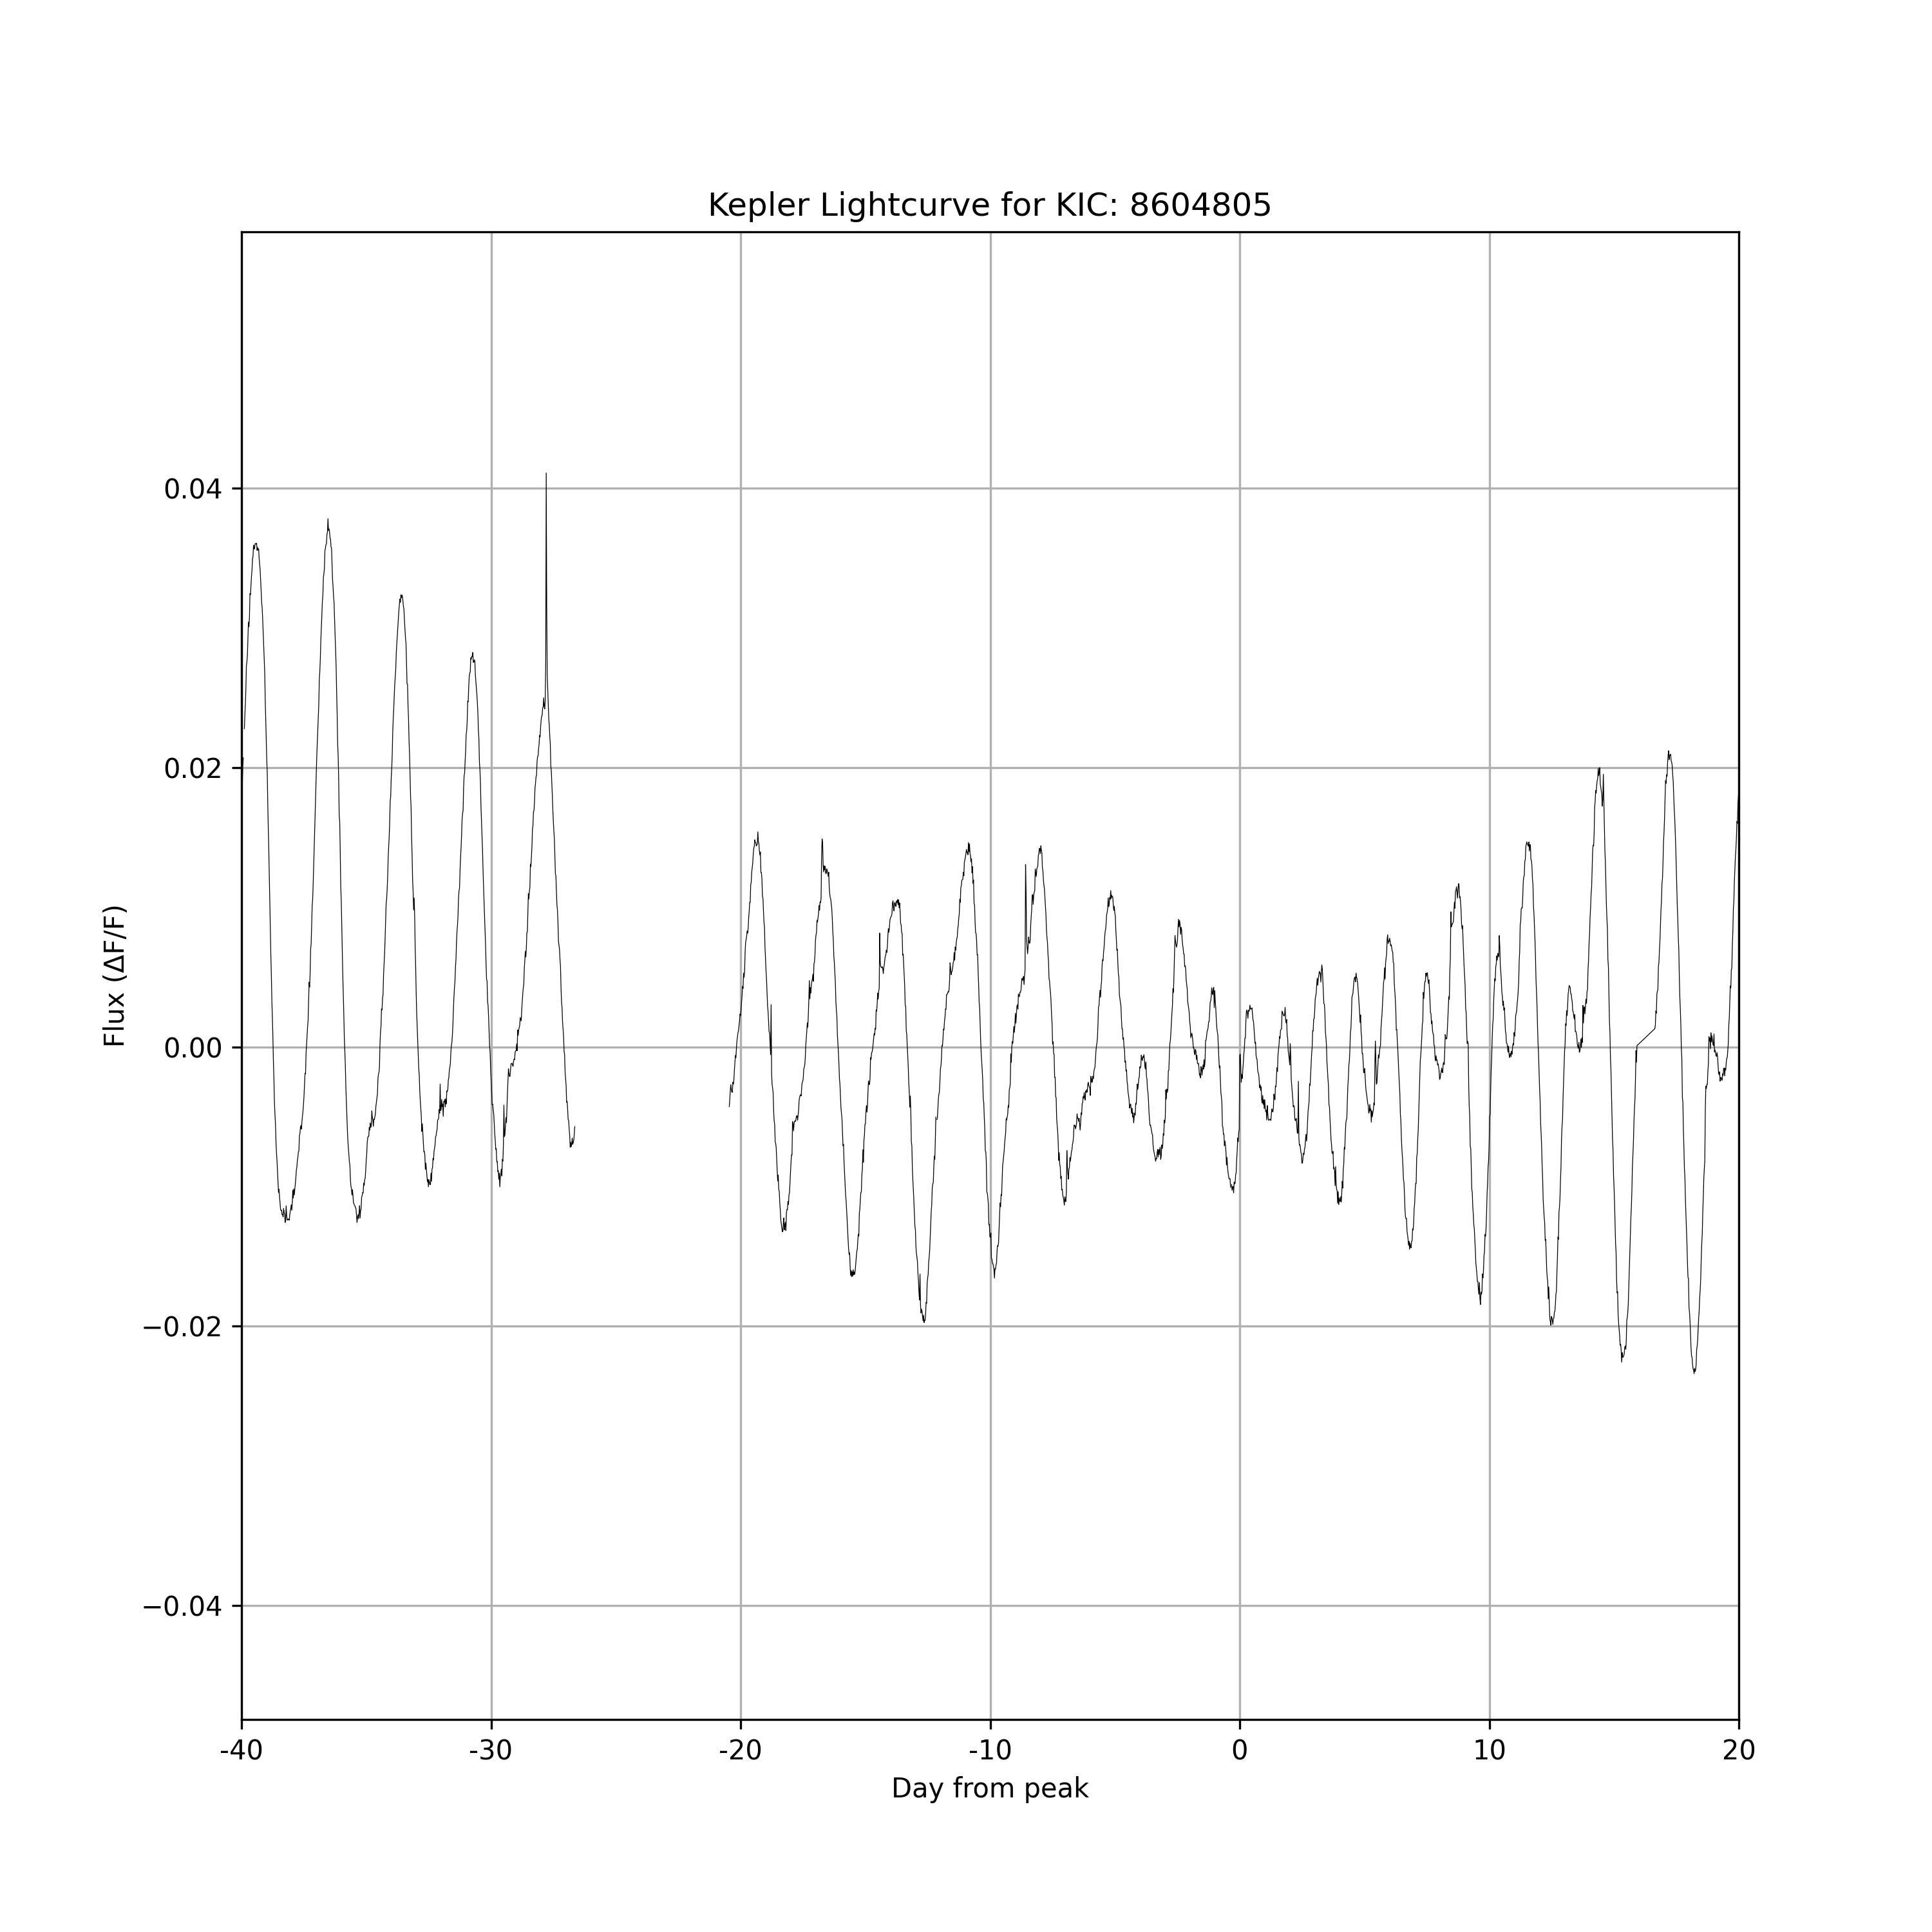 Kepler Lightcurve for KIC: 8604805
Flux (ΔF/F)
0.04
0.02
0.00
−0.02
−0.04
-40 -30 -20 -10 0 10 20
Day from peak